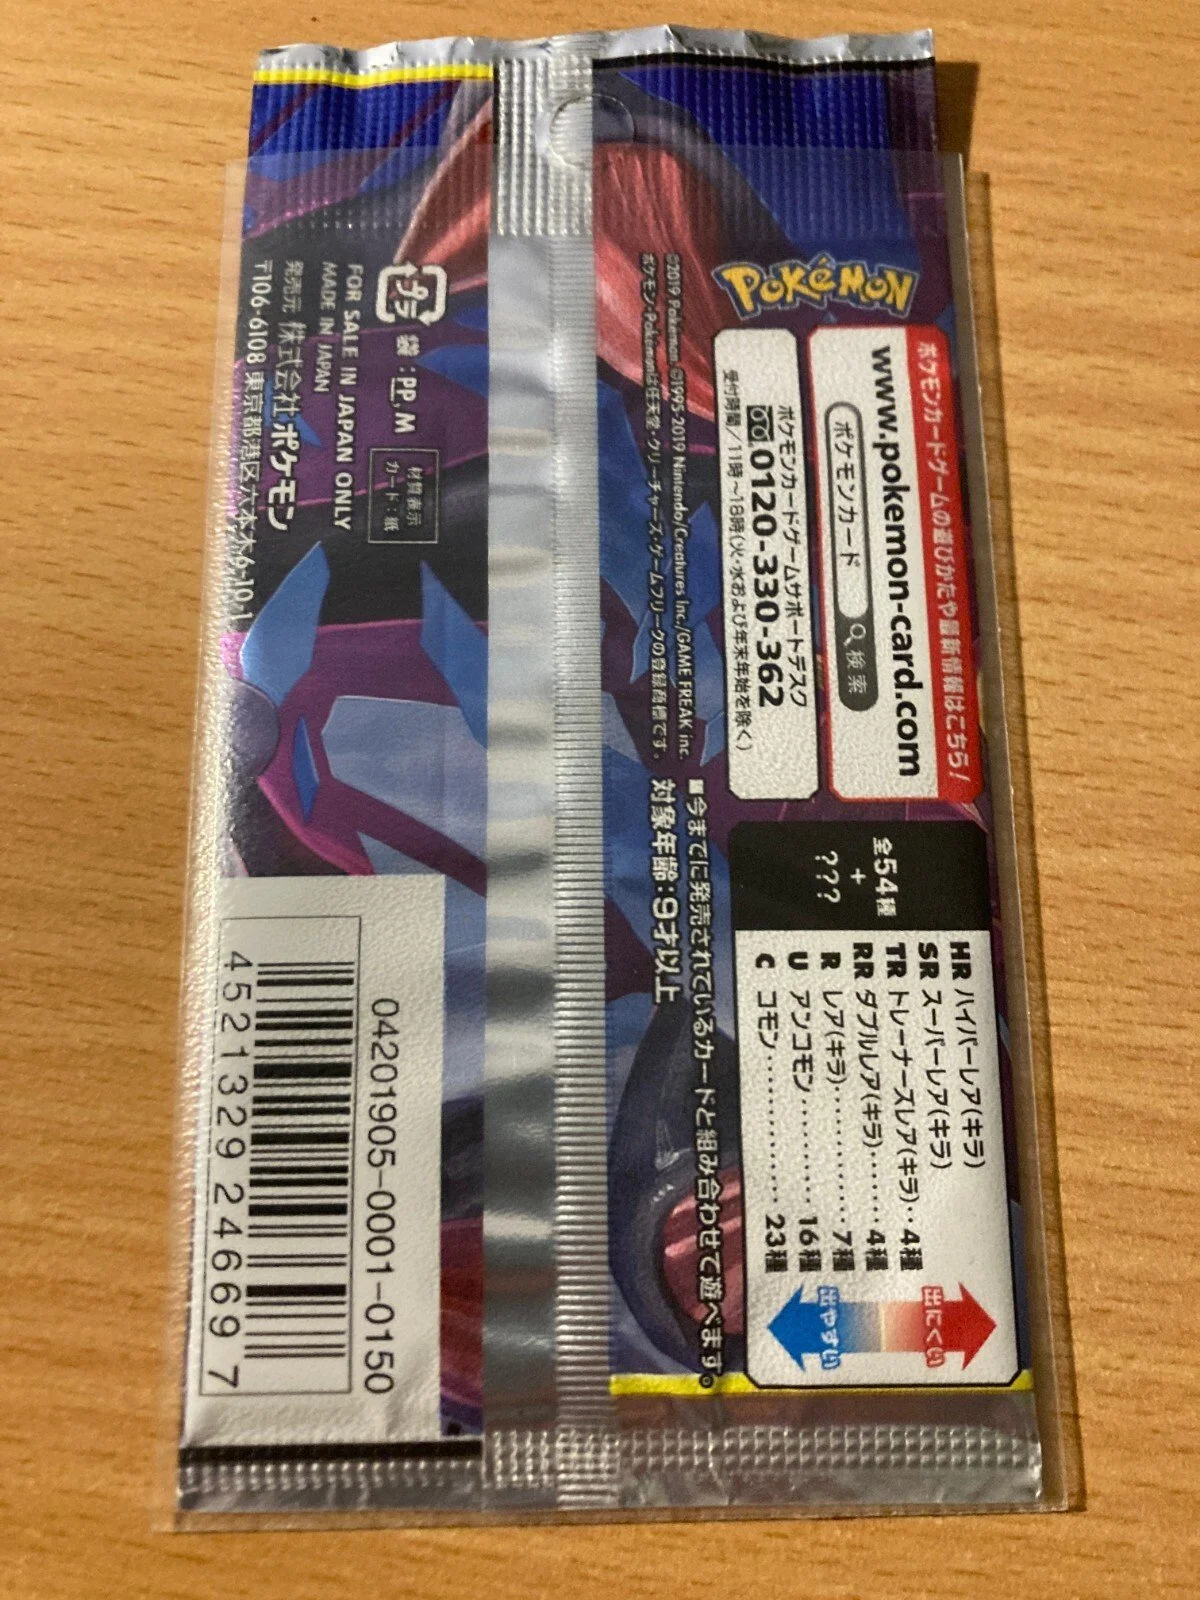 POKéMON
ポケモンカードゲームの遊びかたや最新情報はこちら！
www.pokemon-card.com
ポケモンカード
検索
ポケモンカードゲームサポートデスク
0120-330-362
受付時間／11時～18時(火・水および年末年始を除く)
©2019 Pokémon ©1995-2019 Nintendo/Creatures Inc./GAME FREAK inc.
ポケモン・Pokémonは任天堂・クリーチャーズ・ゲームフリークの登録商標です。
全54種
+
???
HR ハイパーレア(キラ)
SR スーパーレア(キラ)
TR トレーナーズレア(キラ)‥4種
RR ダブルレア(キラ)‥‥‥4種
R レア(キラ)‥‥‥‥‥‥7種
U アンコモン‥‥‥‥‥16種
C コモン‥‥‥‥‥‥‥23種
出にくい
出やすい
■今までに発売されているカードと組み合わせて遊べます。
対象年齢：9才以上
プラ
袋：PP, M
材質表示
カード：紙
FOR SALE IN JAPAN ONLY
MADE IN JAPAN
発売元 株式会社ポケモン
〒106-6108 東京都港区六本木6-10-1
04201905-0001-0150
4 521329 246697